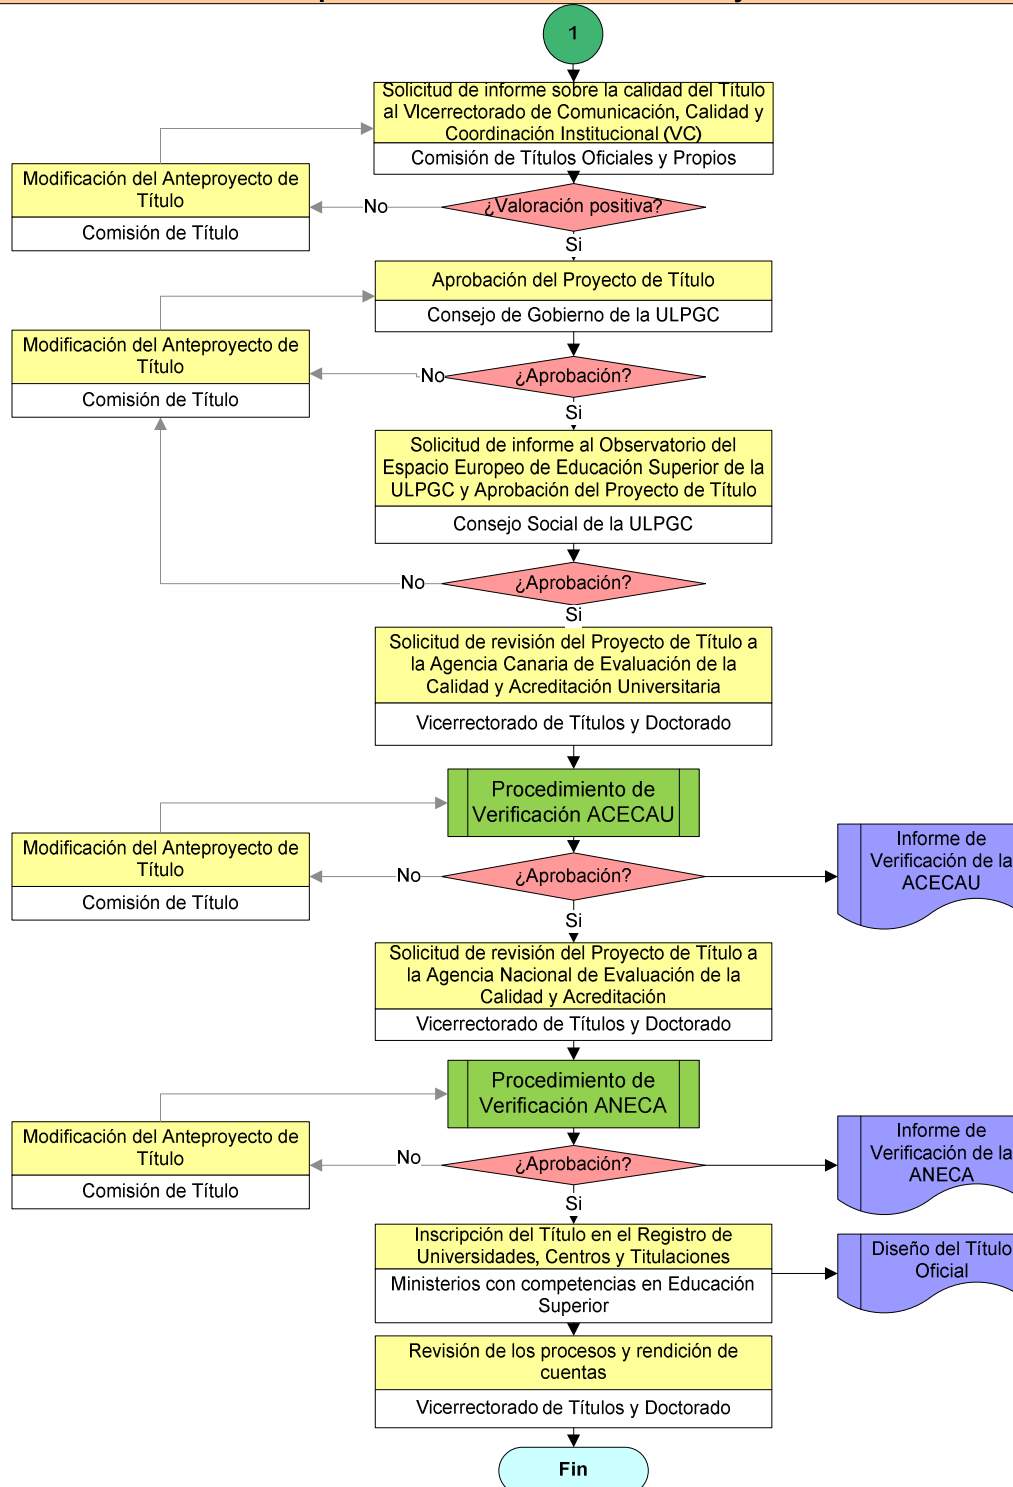 1
Solicitud de informe sobre la calidad del Título
al VIcerrectorado de Comunicación, Calidad y
Coordinación Institucional (VC)
Comisión de Títulos Oficiales y Propios
Modificación del Anteproyecto de
Título
Comisión de Título
No
¿Valoración positiva?
Si
Aprobación del Proyecto de Título
Consejo de Gobierno de la ULPGC
Modificación del Anteproyecto de
Título
Comisión de Título
No
¿Aprobación?
Si
Solicitud de informe al Observatorio del
Espacio Europeo de Educación Superior de la
ULPGC y Aprobación del Proyecto de Título
Consejo Social de la ULPGC
No
¿Aprobación?
Si
Solicitud de revisión del Proyecto de Título a
la Agencia Canaria de Evaluación de la
Calidad y Acreditación Universitaria
Vicerrectorado de Títulos y Doctorado
Procedimiento de
Verificación ACECAU
Modificación del Anteproyecto de
Título
Comisión de Título
No
¿Aprobación?
Informe de
Verificación de la
ACECAU
Si
Solicitud de revisión del Proyecto de Título a
la Agencia Nacional de Evaluación de la
Calidad y Acreditación
Vicerrectorado de Títulos y Doctorado
Procedimiento de
Verificación ANECA
Modificación del Anteproyecto de
Título
Comisión de Título
No
¿Aprobación?
Informe de
Verificación de la
ANECA
Si
Inscripción del Título en el Registro de
Universidades, Centros y Titulaciones
Ministerios con competencias en Educación
Superior
Diseño del Título
Oficial
Revisión de los procesos y rendición de
cuentas
Vicerrectorado de Títulos y Doctorado
Fin